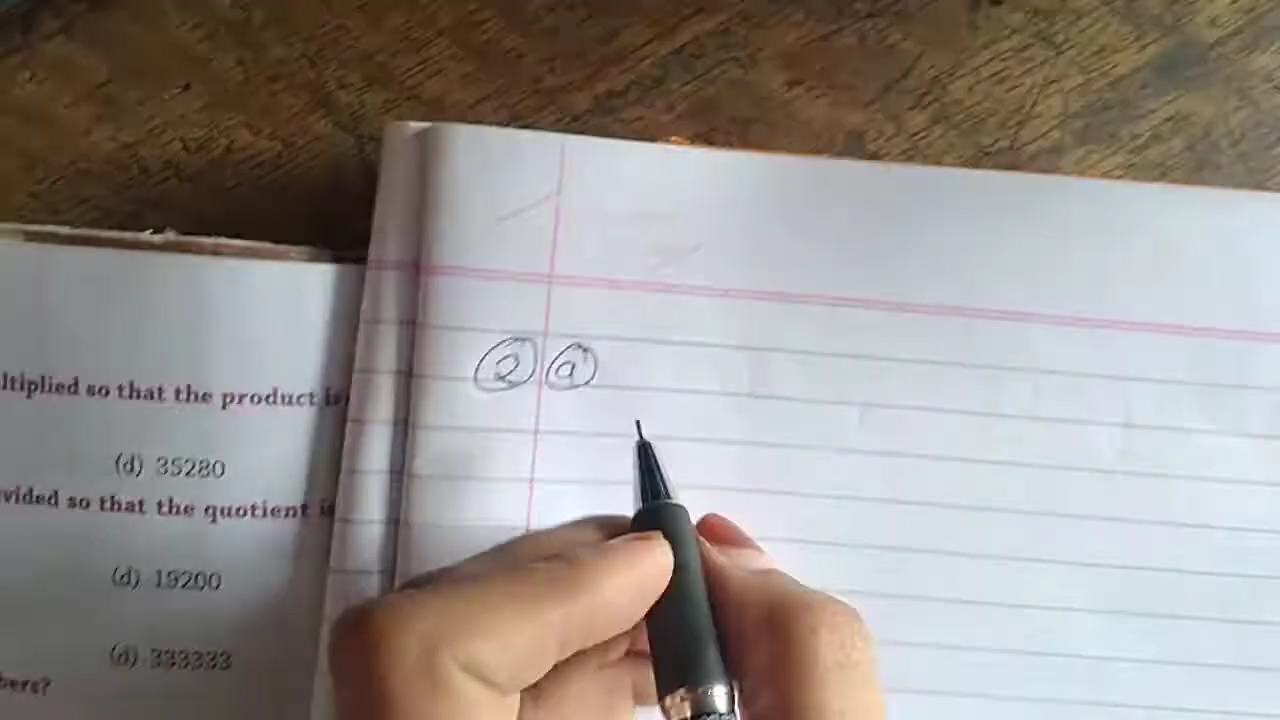 ② ⓐ
ltiplied so that the product is
(d) 35280
vided so that the quotient is
(d) 19200
(d) 333333
bers?